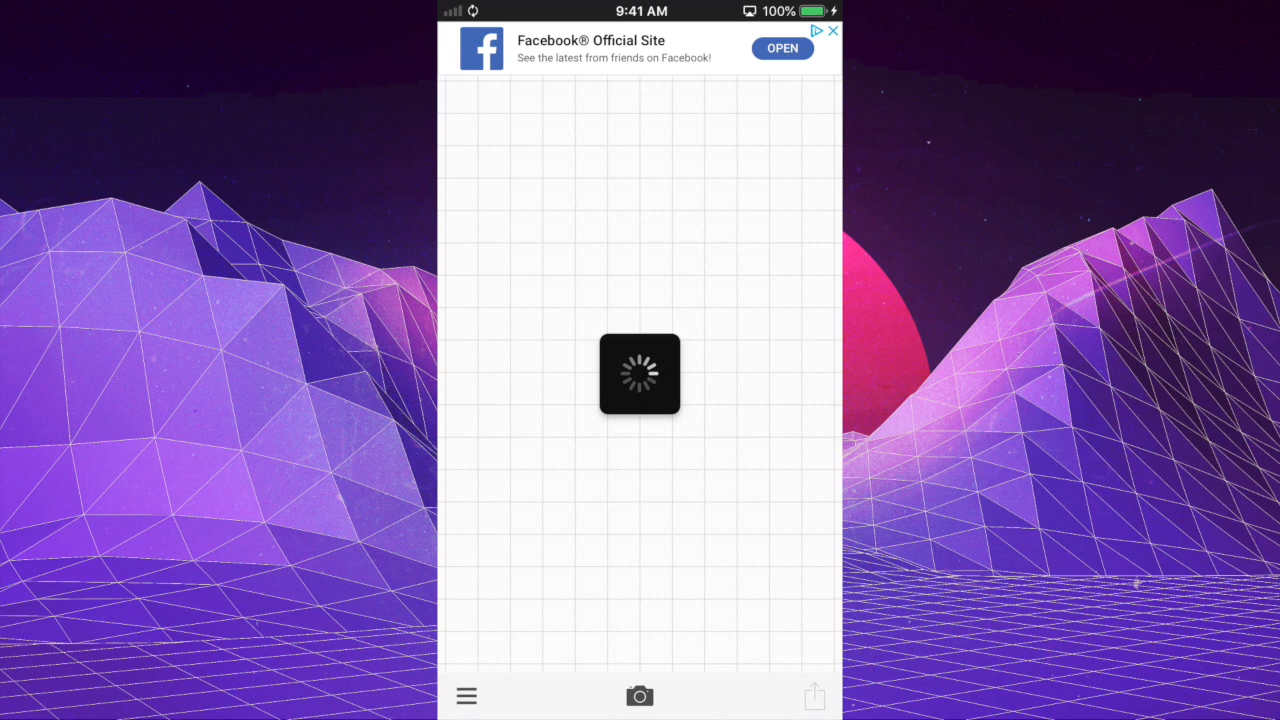 9:41 AM
100%
Facebook® Official Site
See the latest from friends on Facebook!
OPEN